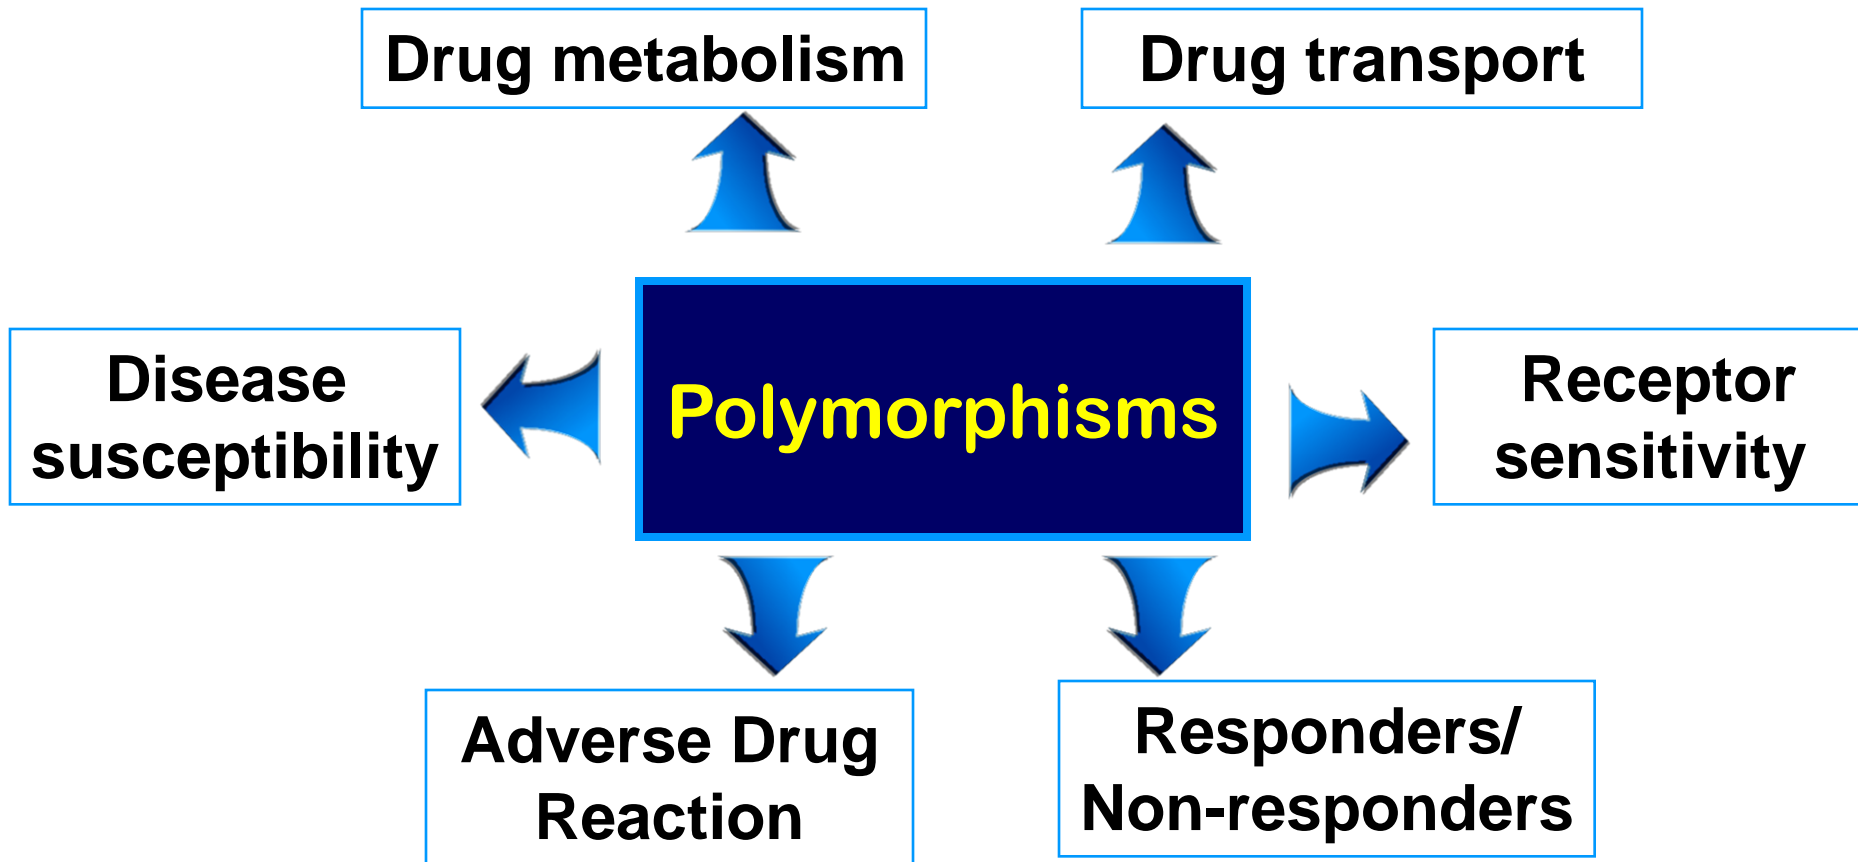 Drug metabolism
Drug transport
Disease
susceptibility
Polymorphisms
Receptor
sensitivity
Adverse Drug
Reaction
Responders/
Non-responders